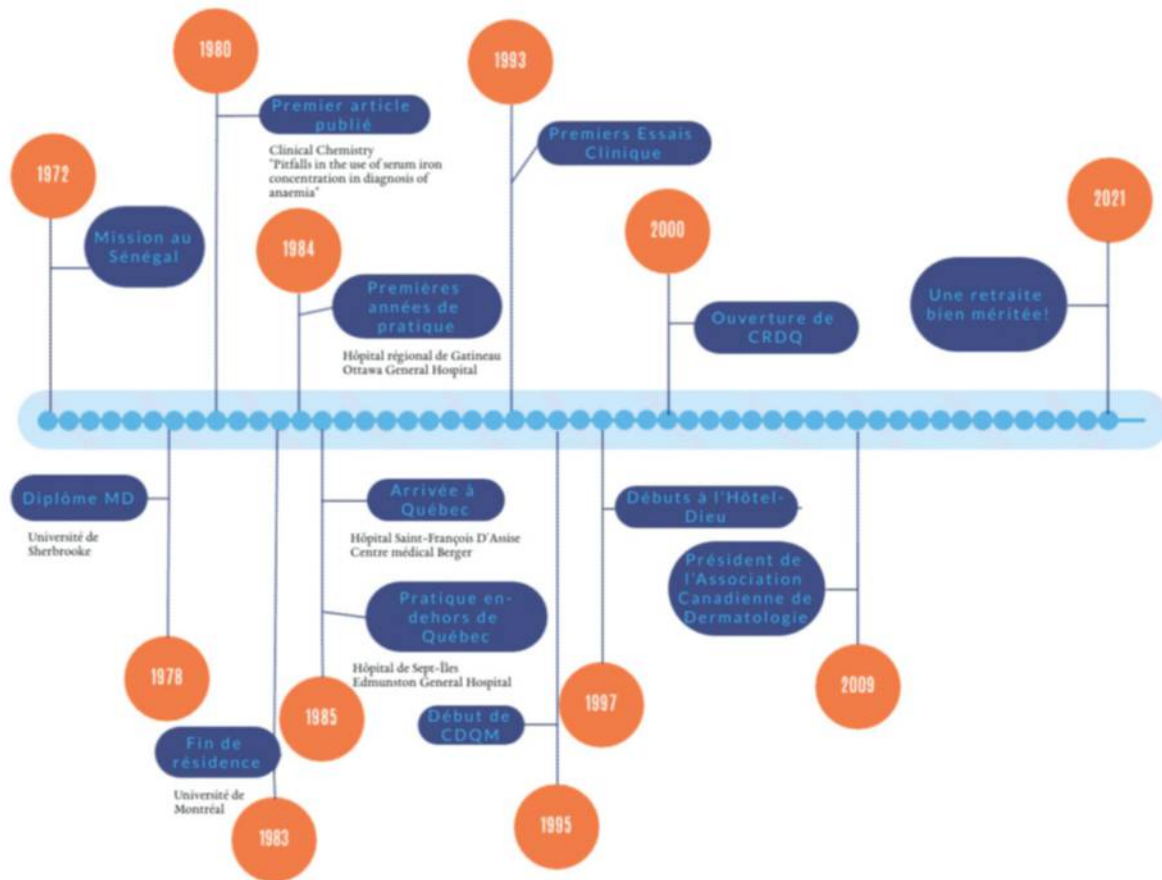 1972
Mission au
Sénégal
1978
Diplôme MD
Université de
Sherbrooke
1980
Premier article
publié
Clinical Chemistry
"Pitfalls in the use of serum iron
concentration in diagnosis of
anaemia"
1983
Fin de
résidence
Université de
Montréal
1984
Premières
années de
pratique
Hôpital régional de Gatineau
Ottawa General Hospital
1985
Arrivée à
Québec
Hôpital Saint-François D'Assise
Centre médical Berger
Pratique en-
dehors de
Québec
Hôpital de Sept-Îles
Edmunston General Hospital
1993
Premiers Essais
Clinique
1995
Début de
CDQM
1997
Débuts à l'Hôtel-
Dieu
2000
Ouverture de
CRDQ
2009
Président de
l'Association
Canadienne de
Dermatologie
2021
Une retraite
bien méritée!